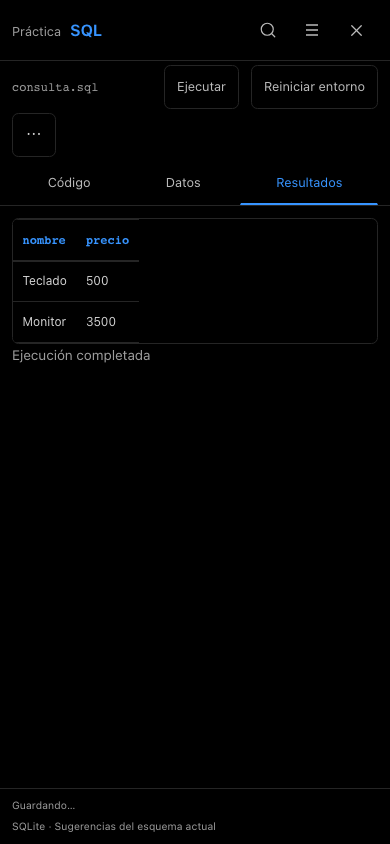 Práctica SQL
consulta.sql Ejecutar Reiniciar entorno
...
Código Datos Resultados
nombre precio
Teclado 500
Monitor 3500
Ejecución completada
Guardando...
SQLite · Sugerencias del esquema actual